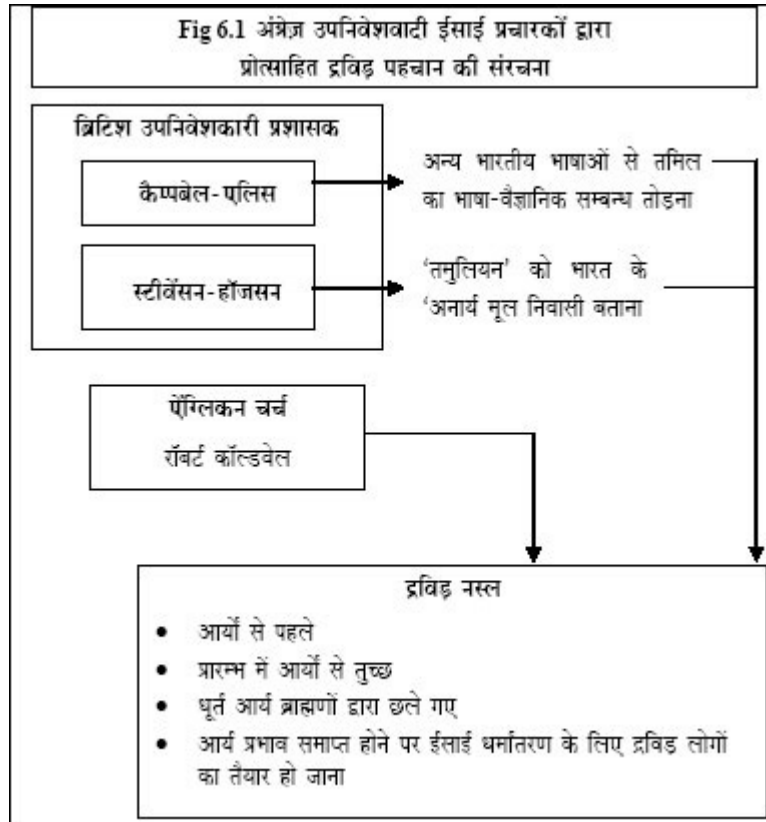 Fig 6.1 अंग्रेज़ उपनिवेशवादी ईसाई प्रचारकों द्वारा
प्रोत्साहित द्रविड़ पहचान की संरचना
ब्रिटिश उपनिवेशकारी प्रशासक
कैप्पबेल-एलिस
अन्य भारतीय भाषाओं से तमिल
का भाषा-वैज्ञानिक सम्बन्ध तोड़ना
स्टीवेंसन-हॉजसन
‘तमुलियन’ को भारत के
‘अनार्य मूल निवासी बताना
ऐंग्लिकन चर्च
रॉबर्ट कॉल्डवेल
द्रविड़ नस्ल
• आर्यों से पहले
• प्रारम्भ में आर्यों से तुच्छ
• धूर्त आर्य ब्राह्मणों द्वारा छले गए
• आर्य प्रभाव समाप्त होने पर ईसाई धर्मांतरण के लिए द्रविड़ लोगों
का तैयार हो जाना